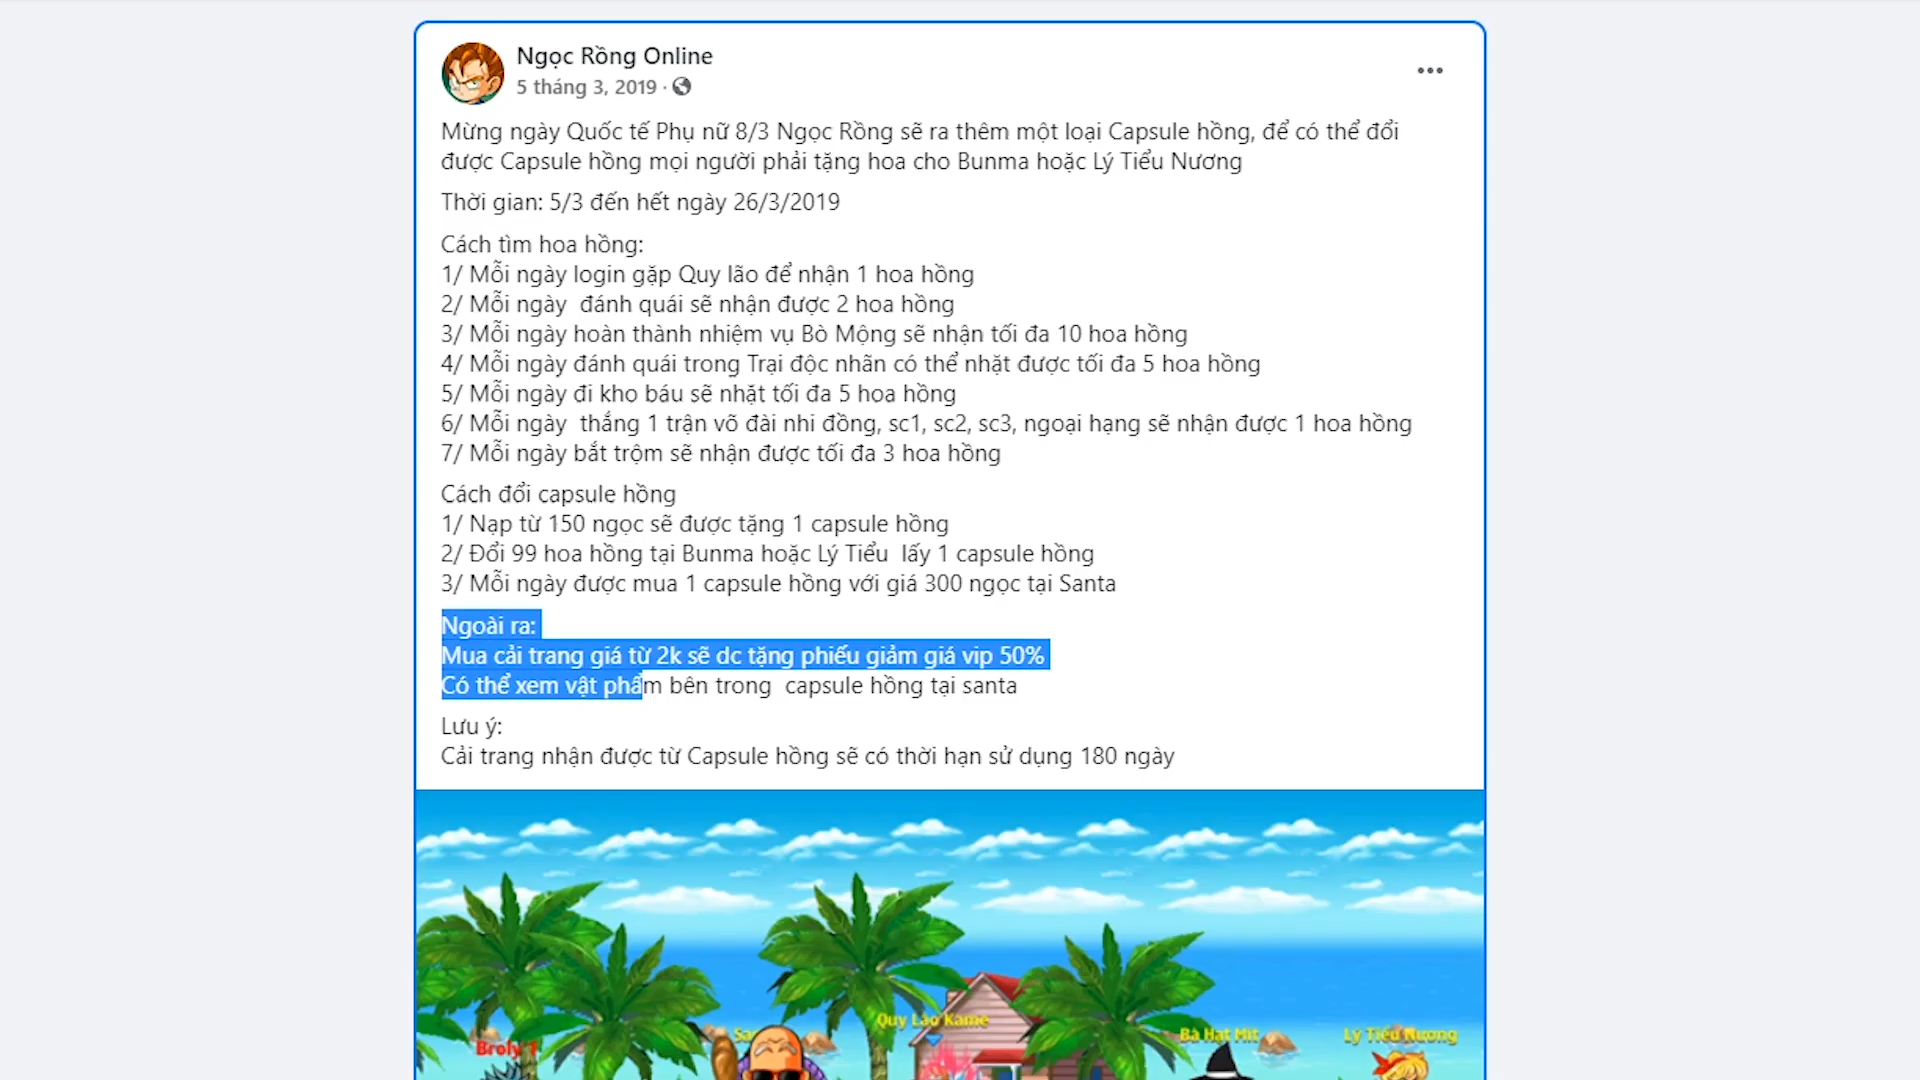 Ngọc Rồng Online
5 tháng 3, 2019 ·
Mừng ngày Quốc tế Phụ nữ 8/3 Ngọc Rồng sẽ ra thêm một loại Capsule hồng, để có thể đổi
được Capsule hồng mọi người phải tặng hoa cho Bunma hoặc Lý Tiểu Nương
Thời gian: 5/3 đến hết ngày 26/3/2019
Cách tìm hoa hồng:
1/ Mỗi ngày login gặp Quy lão để nhận 1 hoa hồng
2/ Mỗi ngày  đánh quái sẽ nhận được 2 hoa hồng
3/ Mỗi ngày hoàn thành nhiệm vụ Bò Mộng sẽ nhận tối đa 10 hoa hồng
4/ Mỗi ngày đánh quái trong Trại độc nhãn có thể nhặt được tối đa 5 hoa hồng
5/ Mỗi ngày đi kho báu sẽ nhặt tối đa 5 hoa hồng
6/ Mỗi ngày  thắng 1 trận võ đài nhi đồng, sc1, sc2, sc3, ngoại hạng sẽ nhận được 1 hoa hồng
7/ Mỗi ngày bắt trộm sẽ nhận được tối đa 3 hoa hồng
Cách đổi capsule hồng
1/ Nạp từ 150 ngọc sẽ được tặng 1 capsule hồng
2/ Đổi 99 hoa hồng tại Bunma hoặc Lý Tiểu  lấy 1 capsule hồng
3/ Mỗi ngày được mua 1 capsule hồng với giá 300 ngọc tại Santa
Ngoài ra:
Mua cải trang giá từ 2k sẽ dc tặng phiếu giảm giá vip 50%
Có thể xem vật phẩm bên trong  capsule hồng tại santa
Lưu ý:
Cải trang nhận được từ Capsule hồng sẽ có thời hạn sử dụng 180 ngày
Quy Lão Kame
Bà Hạt Mít
Lý Tiểu Nương